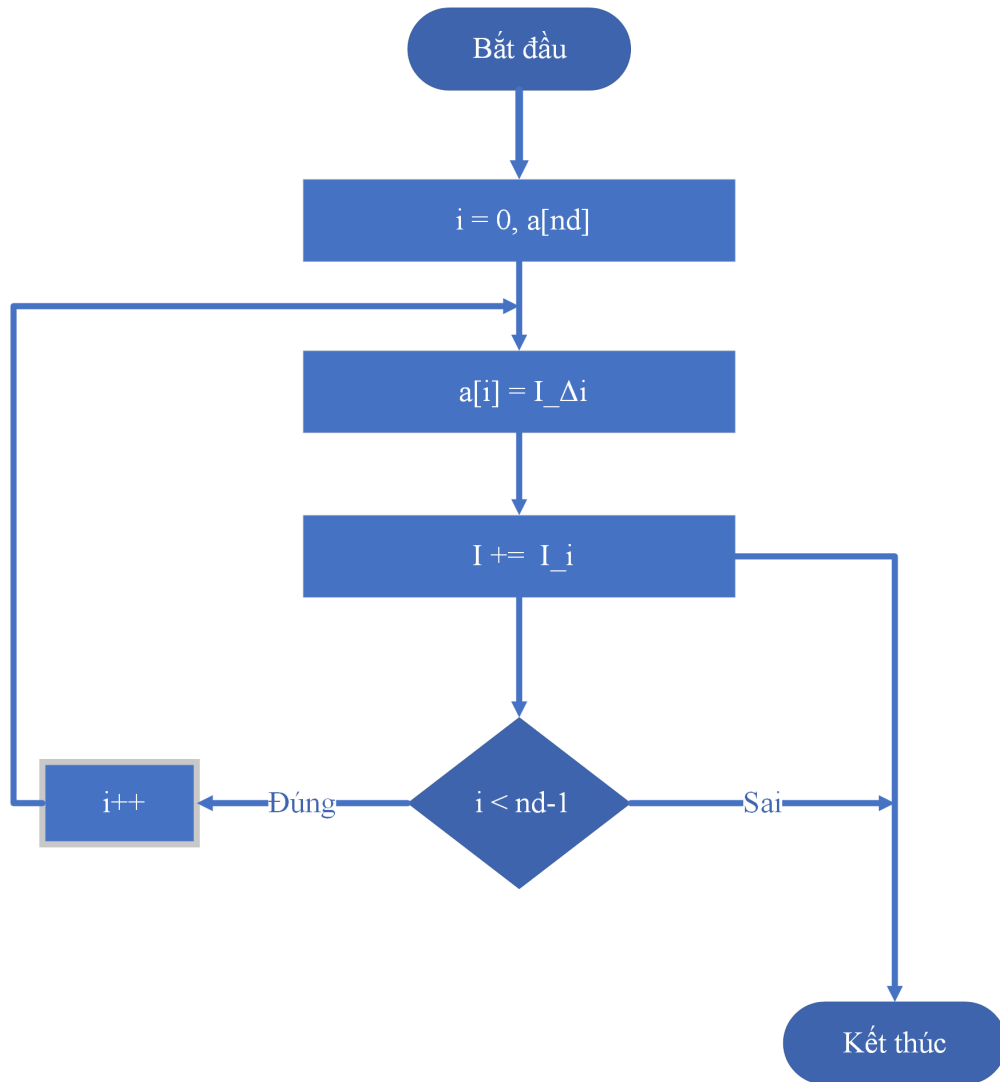 Bắt đầu
i = 0, a[nd]
a[i] = I_Δi
I += I_i
i < nd-1
Đúng
i++
Sai
Kết thúc